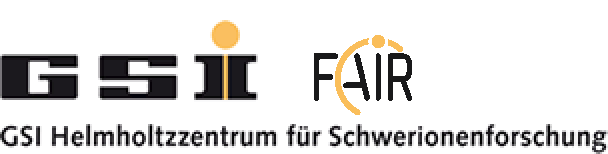 GSI FAIR
GSI Helmholtzzentrum für Schwerionenforschung